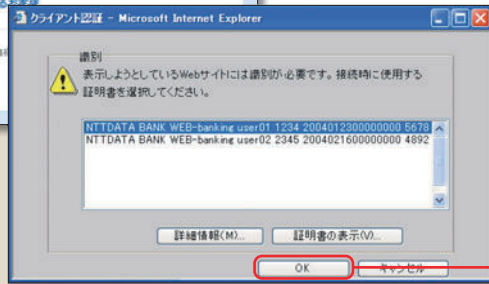 クライアント認証 - Microsoft Internet Explorer
識別
表示しようとしているWebサイトには識別が必要です。接続時に使用する
証明書を選択してください。
NTTDATA BANK WEB-banking user01 1234 2004012300000000 5678
NTTDATA BANK WEB-banking user02 2345 2004021600000000 4892
詳細情報(M)... 証明書の表示(V)...
OK キャンセル